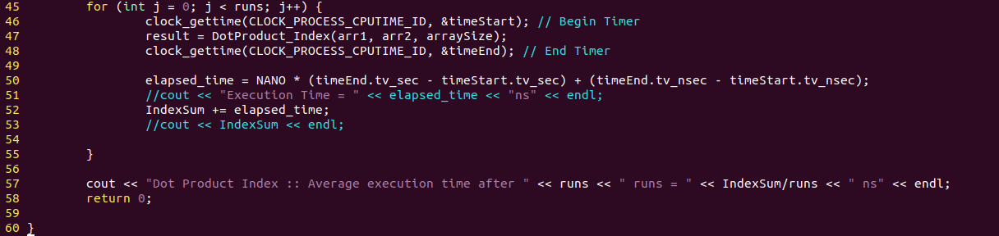 45 for (int j = 0; j < runs; j++) {
46 clock_gettime(CLOCK_PROCESS_CPUTIME_ID, &timeStart); // Begin Timer
47 result = DotProduct_Index(arr1, arr2, arraySize);
48 clock_gettime(CLOCK_PROCESS_CPUTIME_ID, &timeEnd); // End Timer
49
50 elapsed_time = NANO * (timeEnd.tv_sec - timeStart.tv_sec) + (timeEnd.tv_nsec - timeStart.tv_nsec);
51 //cout << "Execution Time = " << elapsed_time << "ns" << endl;
52 IndexSum += elapsed_time;
53 //cout << IndexSum << endl;
54
55 }
56
57 cout << "Dot Product Index :: Average execution time after " << runs << " runs = " << IndexSum/runs << " ns" << endl;
58 return 0;
59
60 }